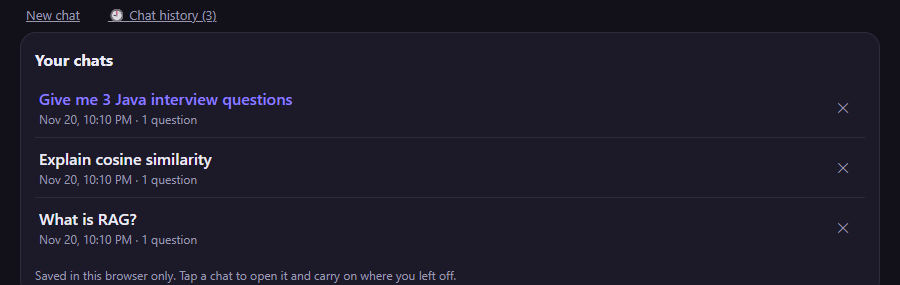 New chat
🕘 Chat history (3)
Your chats
Give me 3 Java interview questions
Nov 20, 10:10 PM · 1 question
Explain cosine similarity
Nov 20, 10:10 PM · 1 question
What is RAG?
Nov 20, 10:10 PM · 1 question
Saved in this browser only. Tap a chat to open it and carry on where you left off.